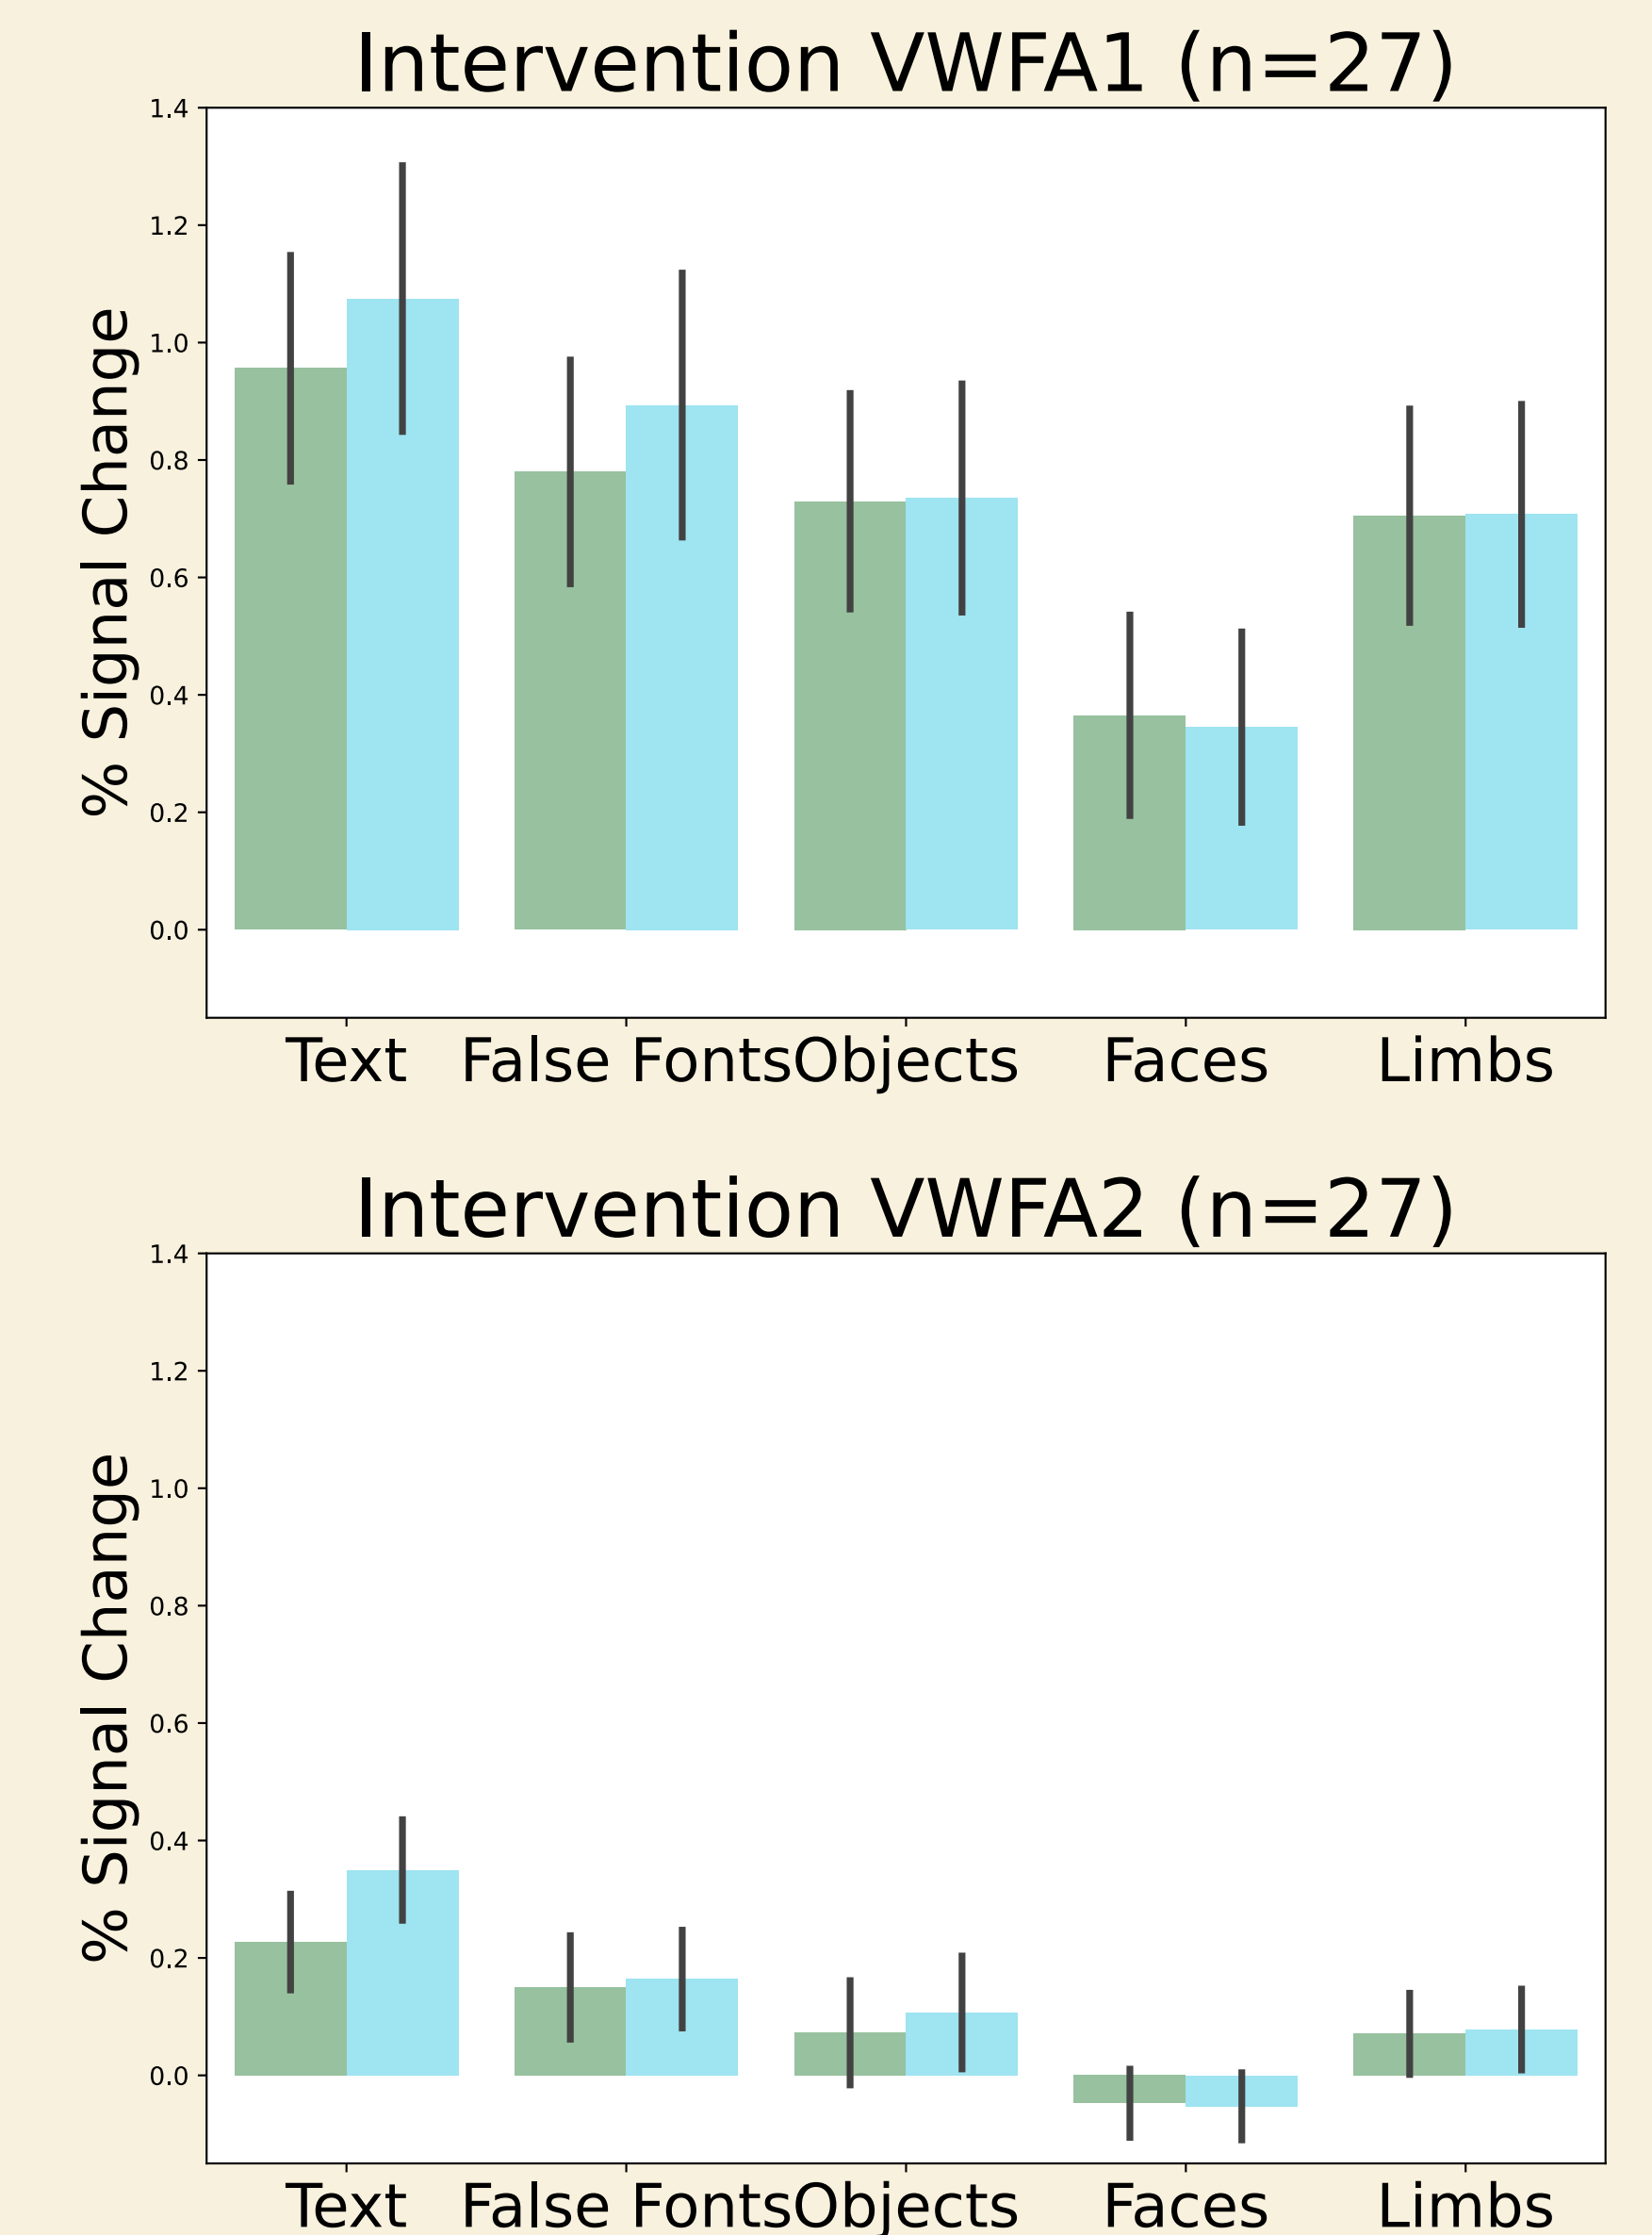 Intervention VWFA1 (n=27)
% Signal Change
1.4
1.2
1.0
0.8
0.6
0.4
0.2
0.0
Text False Fonts Objects Faces Limbs
Intervention VWFA2 (n=27)
% Signal Change
1.4
1.2
1.0
0.8
0.6
0.4
0.2
0.0
Text False Fonts Objects Faces Limbs